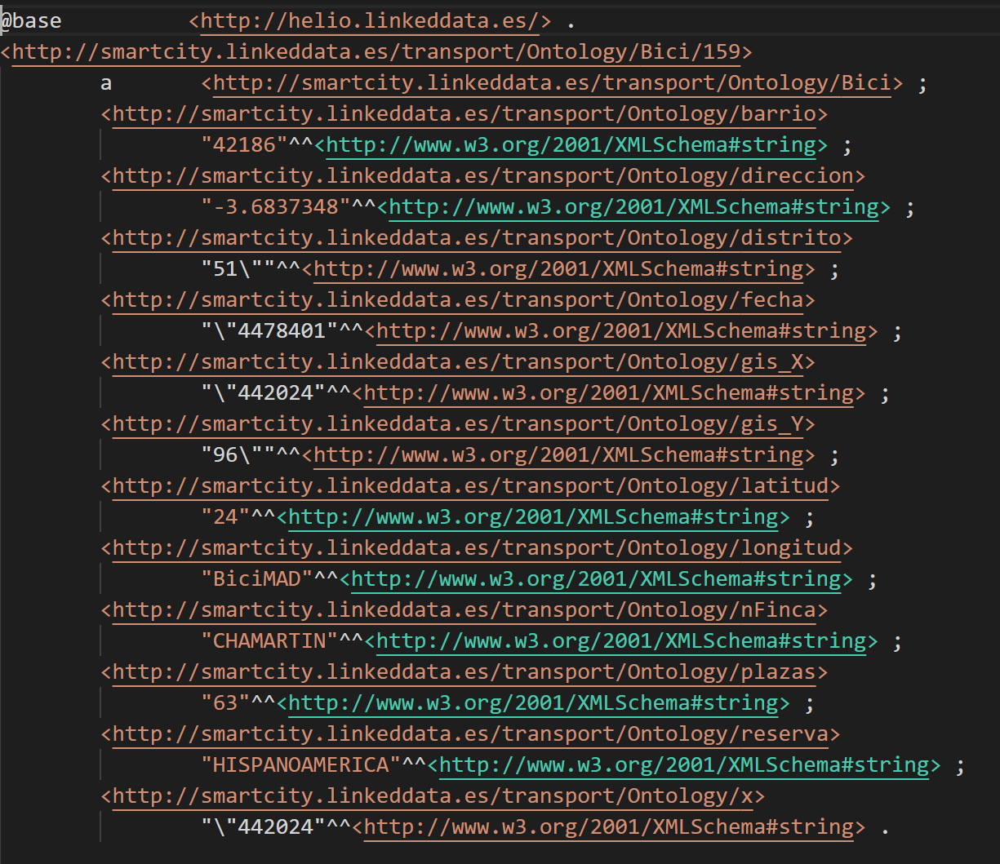 @base          <http://helio.linkeddata.es/> .
<http://smartcity.linkeddata.es/transport/Ontology/Bici/159>
        a       <http://smartcity.linkeddata.es/transport/Ontology/Bici> ;
        <http://smartcity.linkeddata.es/transport/Ontology/barrio>
                "42186"^^<http://www.w3.org/2001/XMLSchema#string> ;
        <http://smartcity.linkeddata.es/transport/Ontology/direccion>
                "-3.6837348"^^<http://www.w3.org/2001/XMLSchema#string> ;
        <http://smartcity.linkeddata.es/transport/Ontology/distrito>
                "51\""^^<http://www.w3.org/2001/XMLSchema#string> ;
        <http://smartcity.linkeddata.es/transport/Ontology/fecha>
                "\"4478401"^^<http://www.w3.org/2001/XMLSchema#string> ;
        <http://smartcity.linkeddata.es/transport/Ontology/gis_X>
                "\"442024"^^<http://www.w3.org/2001/XMLSchema#string> ;
        <http://smartcity.linkeddata.es/transport/Ontology/gis_Y>
                "96\""^^<http://www.w3.org/2001/XMLSchema#string> ;
        <http://smartcity.linkeddata.es/transport/Ontology/latitud>
                "24"^^<http://www.w3.org/2001/XMLSchema#string> ;
        <http://smartcity.linkeddata.es/transport/Ontology/longitud>
                "BiciMAD"^^<http://www.w3.org/2001/XMLSchema#string> ;
        <http://smartcity.linkeddata.es/transport/Ontology/nFinca>
                "CHAMARTIN"^^<http://www.w3.org/2001/XMLSchema#string> ;
        <http://smartcity.linkeddata.es/transport/Ontology/plazas>
                "63"^^<http://www.w3.org/2001/XMLSchema#string> ;
        <http://smartcity.linkeddata.es/transport/Ontology/reserva>
                "HISPANOAMERICA"^^<http://www.w3.org/2001/XMLSchema#string> ;
        <http://smartcity.linkeddata.es/transport/Ontology/x>
                "\"442024"^^<http://www.w3.org/2001/XMLSchema#string> .